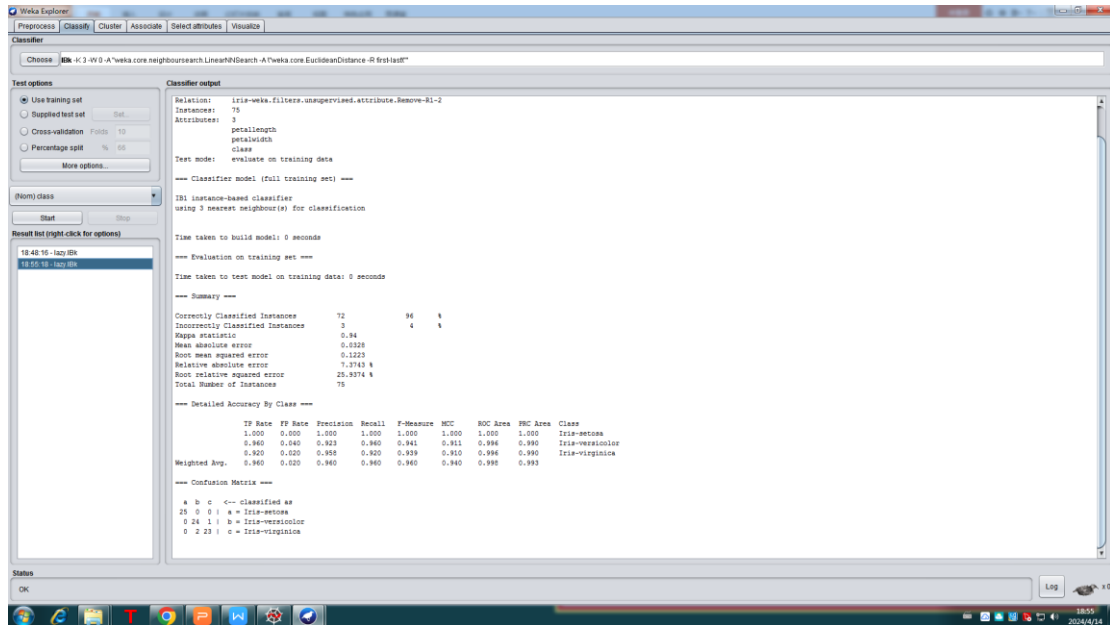 Weka Explorer
Preprocess Classify Cluster Associate Select attributes Visualize
Classifier
Choose IBk -K 3 -W 0 -A "weka.core.neighboursearch.LinearNNSearch -A \"weka.core.EuclideanDistance -R first-last\""
Test options
Use training set
Supplied test set Set...
Cross-validation Folds 10
Percentage split % 66
More options...
(Nom) class
Start Stop
Result list (right-click for options)
18:48:16 - lazy.IBk
18:55:18 - lazy.IBk
Classifier output
Relation: iris-weka.filters.unsupervised.attribute.Remove-R1-2
Instances: 75
Attributes: 3
petallength
petalwidth
class
Test mode: evaluate on training data
=== Classifier model (full training set) ===
IB1 instance-based classifier
using 3 nearest neighbour(s) for classification
Time taken to build model: 0 seconds
=== Evaluation on training set ===
Time taken to test model on training data: 0 seconds
=== Summary ===
Correctly Classified Instances 72 96 %
Incorrectly Classified Instances 3 4 %
Kappa statistic 0.94
Mean absolute error 0.0328
Root mean squared error 0.1223
Relative absolute error 7.3743 %
Root relative squared error 25.9374 %
Total Number of Instances 75
=== Detailed Accuracy By Class ===
TP Rate FP Rate Precision Recall F-Measure MCC ROC Area PRC Area Class
1.000 0.000 1.000 1.000 1.000 1.000 1.000 1.000 Iris-setosa
0.960 0.040 0.923 0.960 0.941 0.911 0.996 0.990 Iris-versicolor
0.920 0.020 0.958 0.920 0.939 0.910 0.996 0.990 Iris-virginica
Weighted Avg. 0.960 0.020 0.960 0.960 0.960 0.940 0.998 0.993
=== Confusion Matrix ===
a b c <-- classified as
25 0 0 | a = Iris-setosa
0 24 1 | b = Iris-versicolor
0 2 23 | c = Iris-virginica
Status
OK
Log
x 0
18:55
2024/4/14